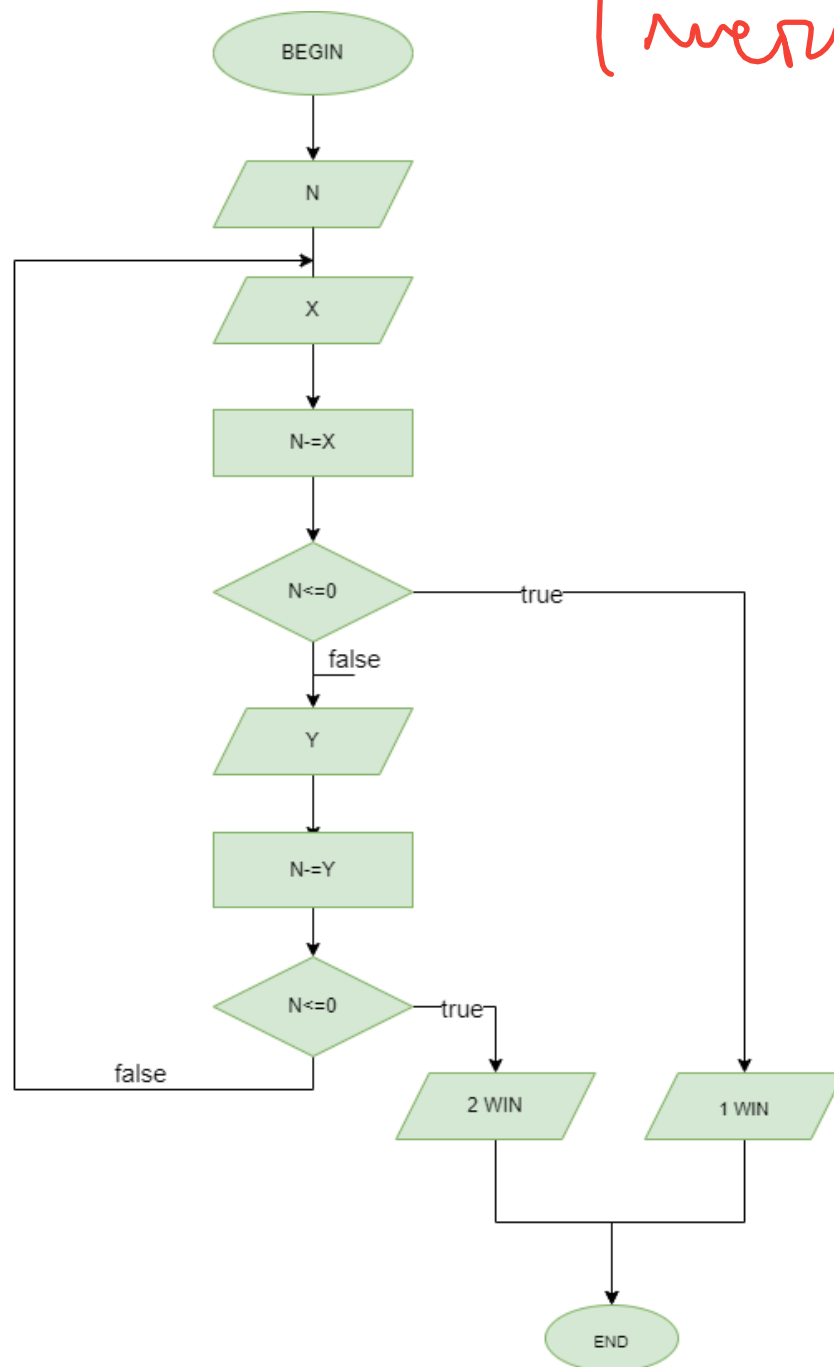 BEGIN
N
X
N-=X
N<=0
true
false
Y
N-=Y
N<=0
true
false
2 WIN
1 WIN
END